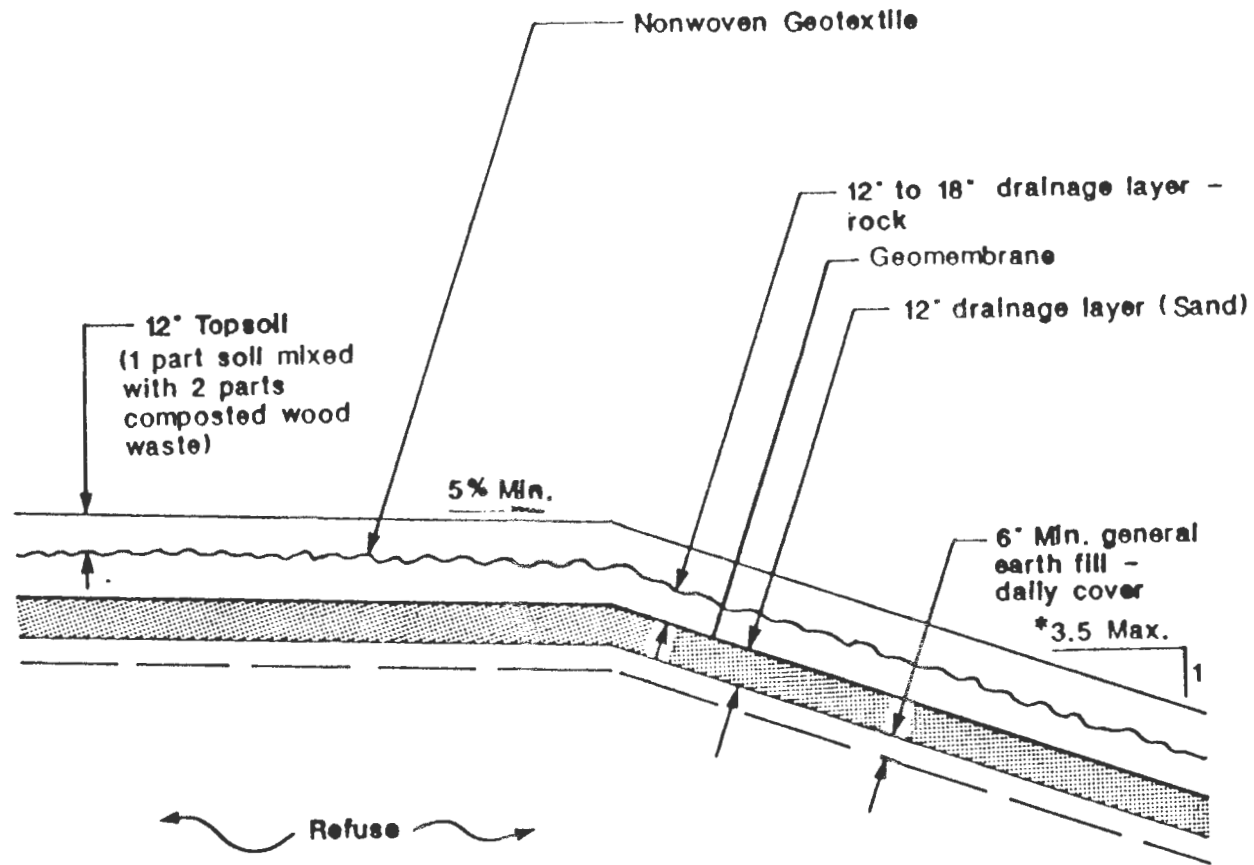 Nonwoven Geotextile
12" to 18" drainage layer –
rock
Geomembrane
12" drainage layer (Sand)
12" Topsoil
(1 part soil mixed
with 2 parts
composted wood
waste)
5% Min.
6" Min. general
earth fill –
daily cover
*3.5 Max.
1
Refuse